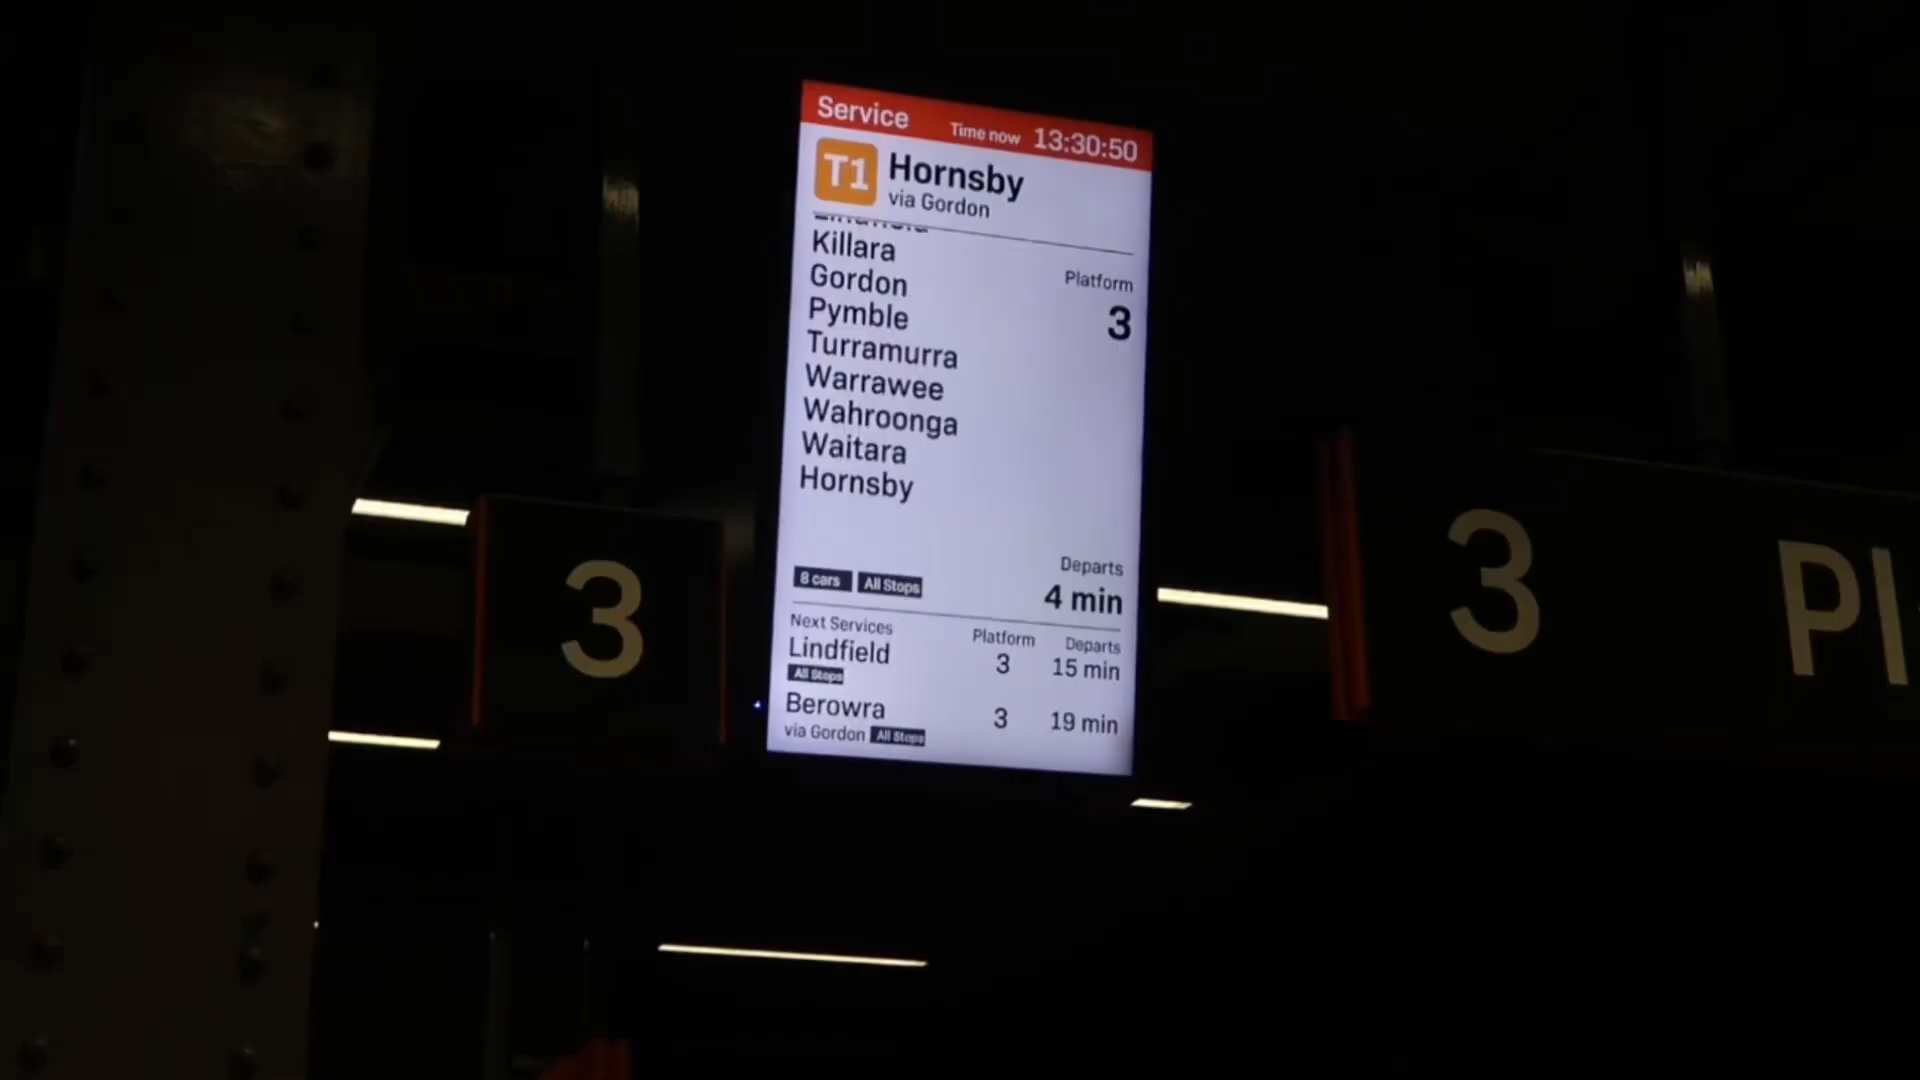 Service Time now 13:30:50
T1 Hornsby
via Gordon
Killara
Gordon
Platform
Pymble
3
Turramurra
Warrawee
Wahroonga
Waitara
Hornsby
Departs
8 cars All Stops
4 min
Next Services Platform Departs
Lindfield 3 15 min
All Stops
Berowra 3 19 min
via Gordon All Stops
3
3 Pl